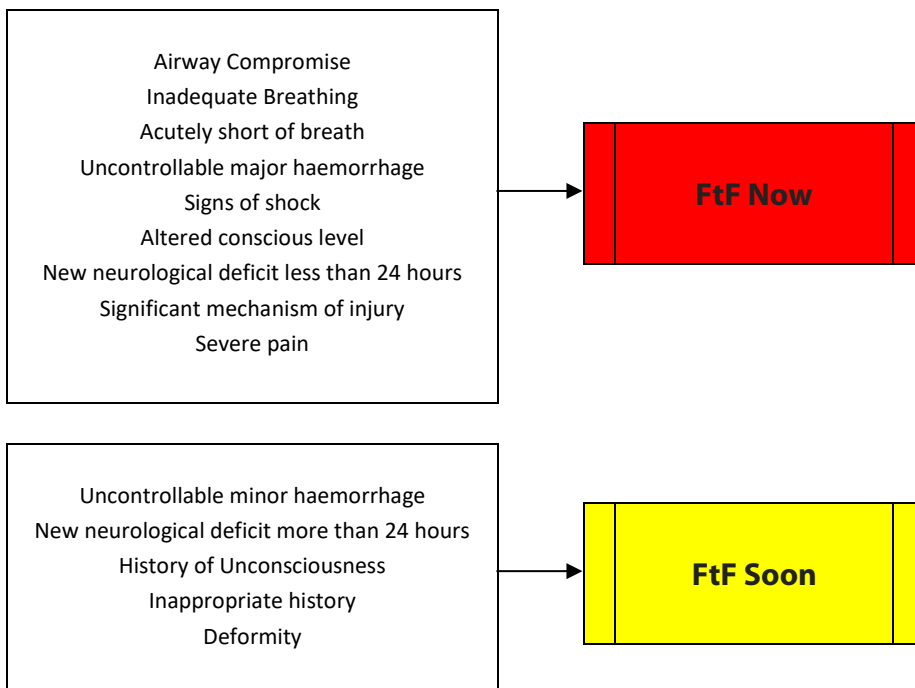 Airway Compromise
Inadequate Breathing
Acutely short of breath
Uncontrollable major haemorrhage
Signs of shock
Altered conscious level
New neurological deficit less than 24 hours
Significant mechanism of injury
Severe pain
FtF Now
Uncontrollable minor haemorrhage
New neurological deficit more than 24 hours
History of Unconsciousness
Inappropriate history
Deformity
FtF Soon